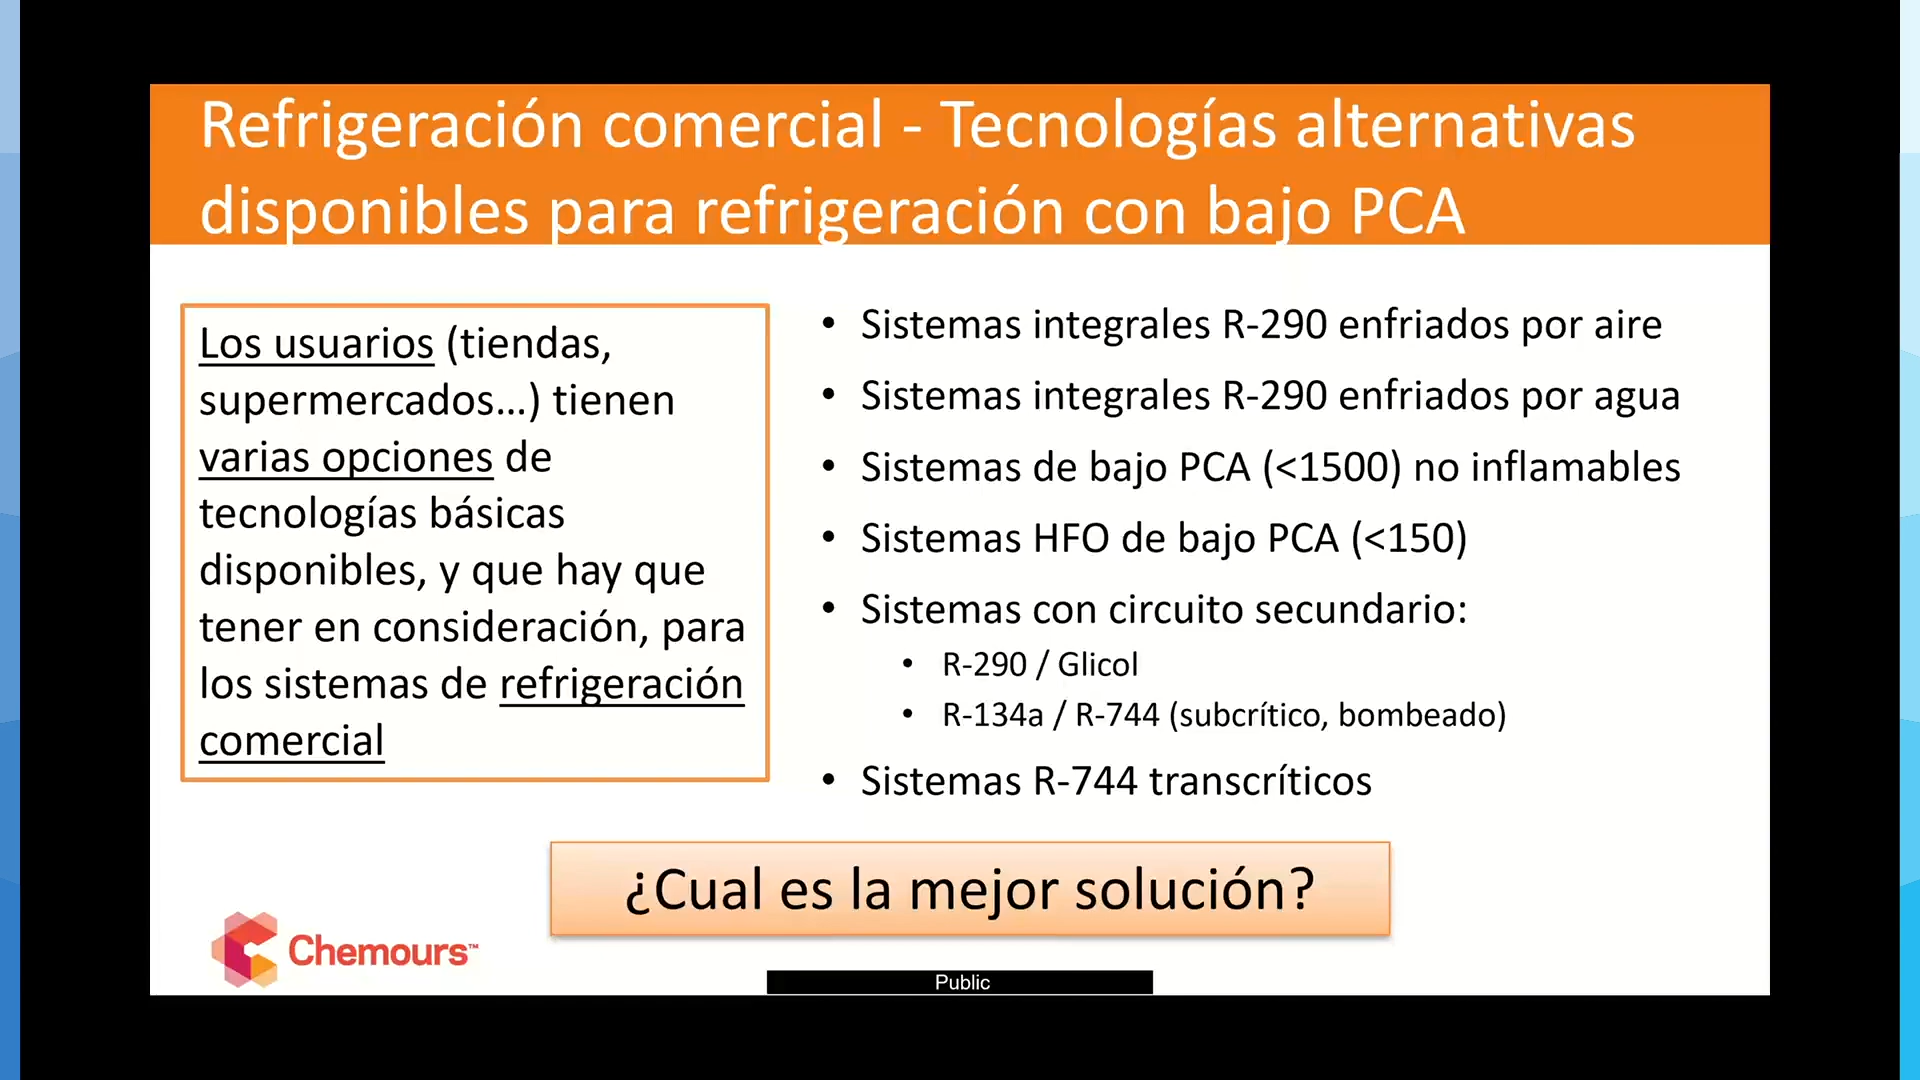 Refrigeración comercial - Tecnologías alternativas
disponibles para refrigeración con bajo PCA
Los usuarios (tiendas,
supermercados…) tienen
varias opciones de
tecnologías básicas
disponibles, y que hay que
tener en consideración, para
los sistemas de refrigeración
comercial
• Sistemas integrales R-290 enfriados por aire
• Sistemas integrales R-290 enfriados por agua
• Sistemas de bajo PCA (<1500) no inflamables
• Sistemas HFO de bajo PCA (<150)
• Sistemas con circuito secundario:
• R-290 / Glicol
• R-134a / R-744 (subcrítico, bombeado)
• Sistemas R-744 transcríticos
¿Cual es la mejor solución?
Chemours™
Public